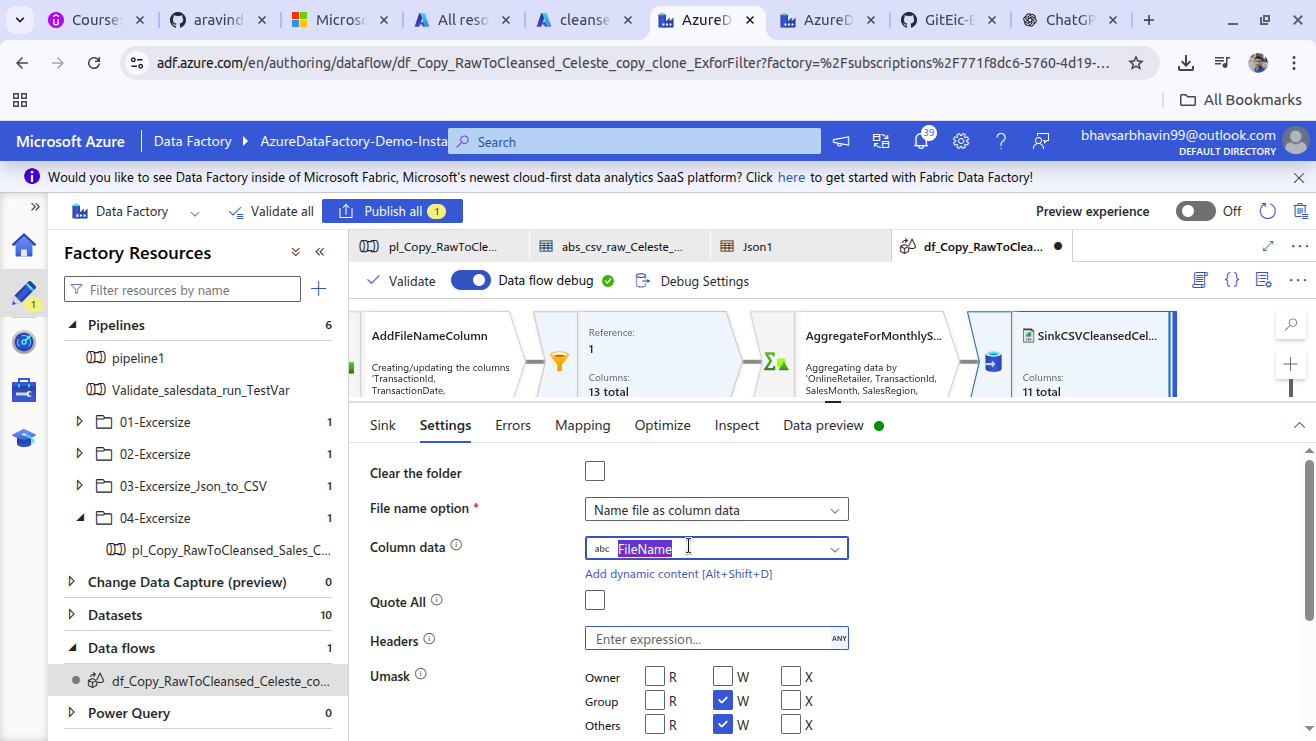 Course:
aravind
Microso
All reso
cleanse
AzureD
AzureD
GitEic-E
ChatGP
adf.azure.com/en/authoring/dataflow/df_Copy_RawToCleansed_Celeste_copy_clone_ExforFilter?factory=%2Fsubscriptions%2F771f8dc6-5760-4d19-...
All Bookmarks
Microsoft Azure
Data Factory
AzureDataFactory-Demo-Insta
Search
39
bhavsarbhavin99@outlook.com
DEFAULT DIRECTORY
Would you like to see Data Factory inside of Microsoft Fabric, Microsoft's newest cloud-first data analytics SaaS platform? Click here to get started with Fabric Data Factory!
Data Factory
Validate all
Publish all 1
Preview experience
Off
1
Factory Resources
Filter resources by name
Pipelines 6
pipeline1
Validate_salesdata_run_TestVar
01-Excersize 1
02-Excersize 1
03-Excersize_Json_to_CSV 1
04-Excersize 1
pl_Copy_RawToCleansed_Sales_C...
Change Data Capture (preview) 0
Datasets 10
Data flows 1
df_Copy_RawToCleansed_Celeste_co...
Power Query 0
pl_Copy_RawToCle...
abs_csv_raw_Celeste_...
Json1
df_Copy_RawToClea...
Validate
Data flow debug
Debug Settings
AddFileNameColumn
Creating/updating the columns
'TransactionId,
TransactionDate,
Reference:
1
Columns:
13 total
AggregateForMonthlyS...
Aggregating data by
'OnlineRetailer, TransactionId,
SalesMonth, SalesRegion,
SinkCSVCleansedCel...
Columns:
11 total
Sink
Settings
Errors
Mapping
Optimize
Inspect
Data preview
Clear the folder
File name option *
Name file as column data
Column data
abc FileName
Add dynamic content [Alt+Shift+D]
Quote All
Headers
Enter expression...
ANY
Umask
Owner R W X
Group R W X
Others R W X